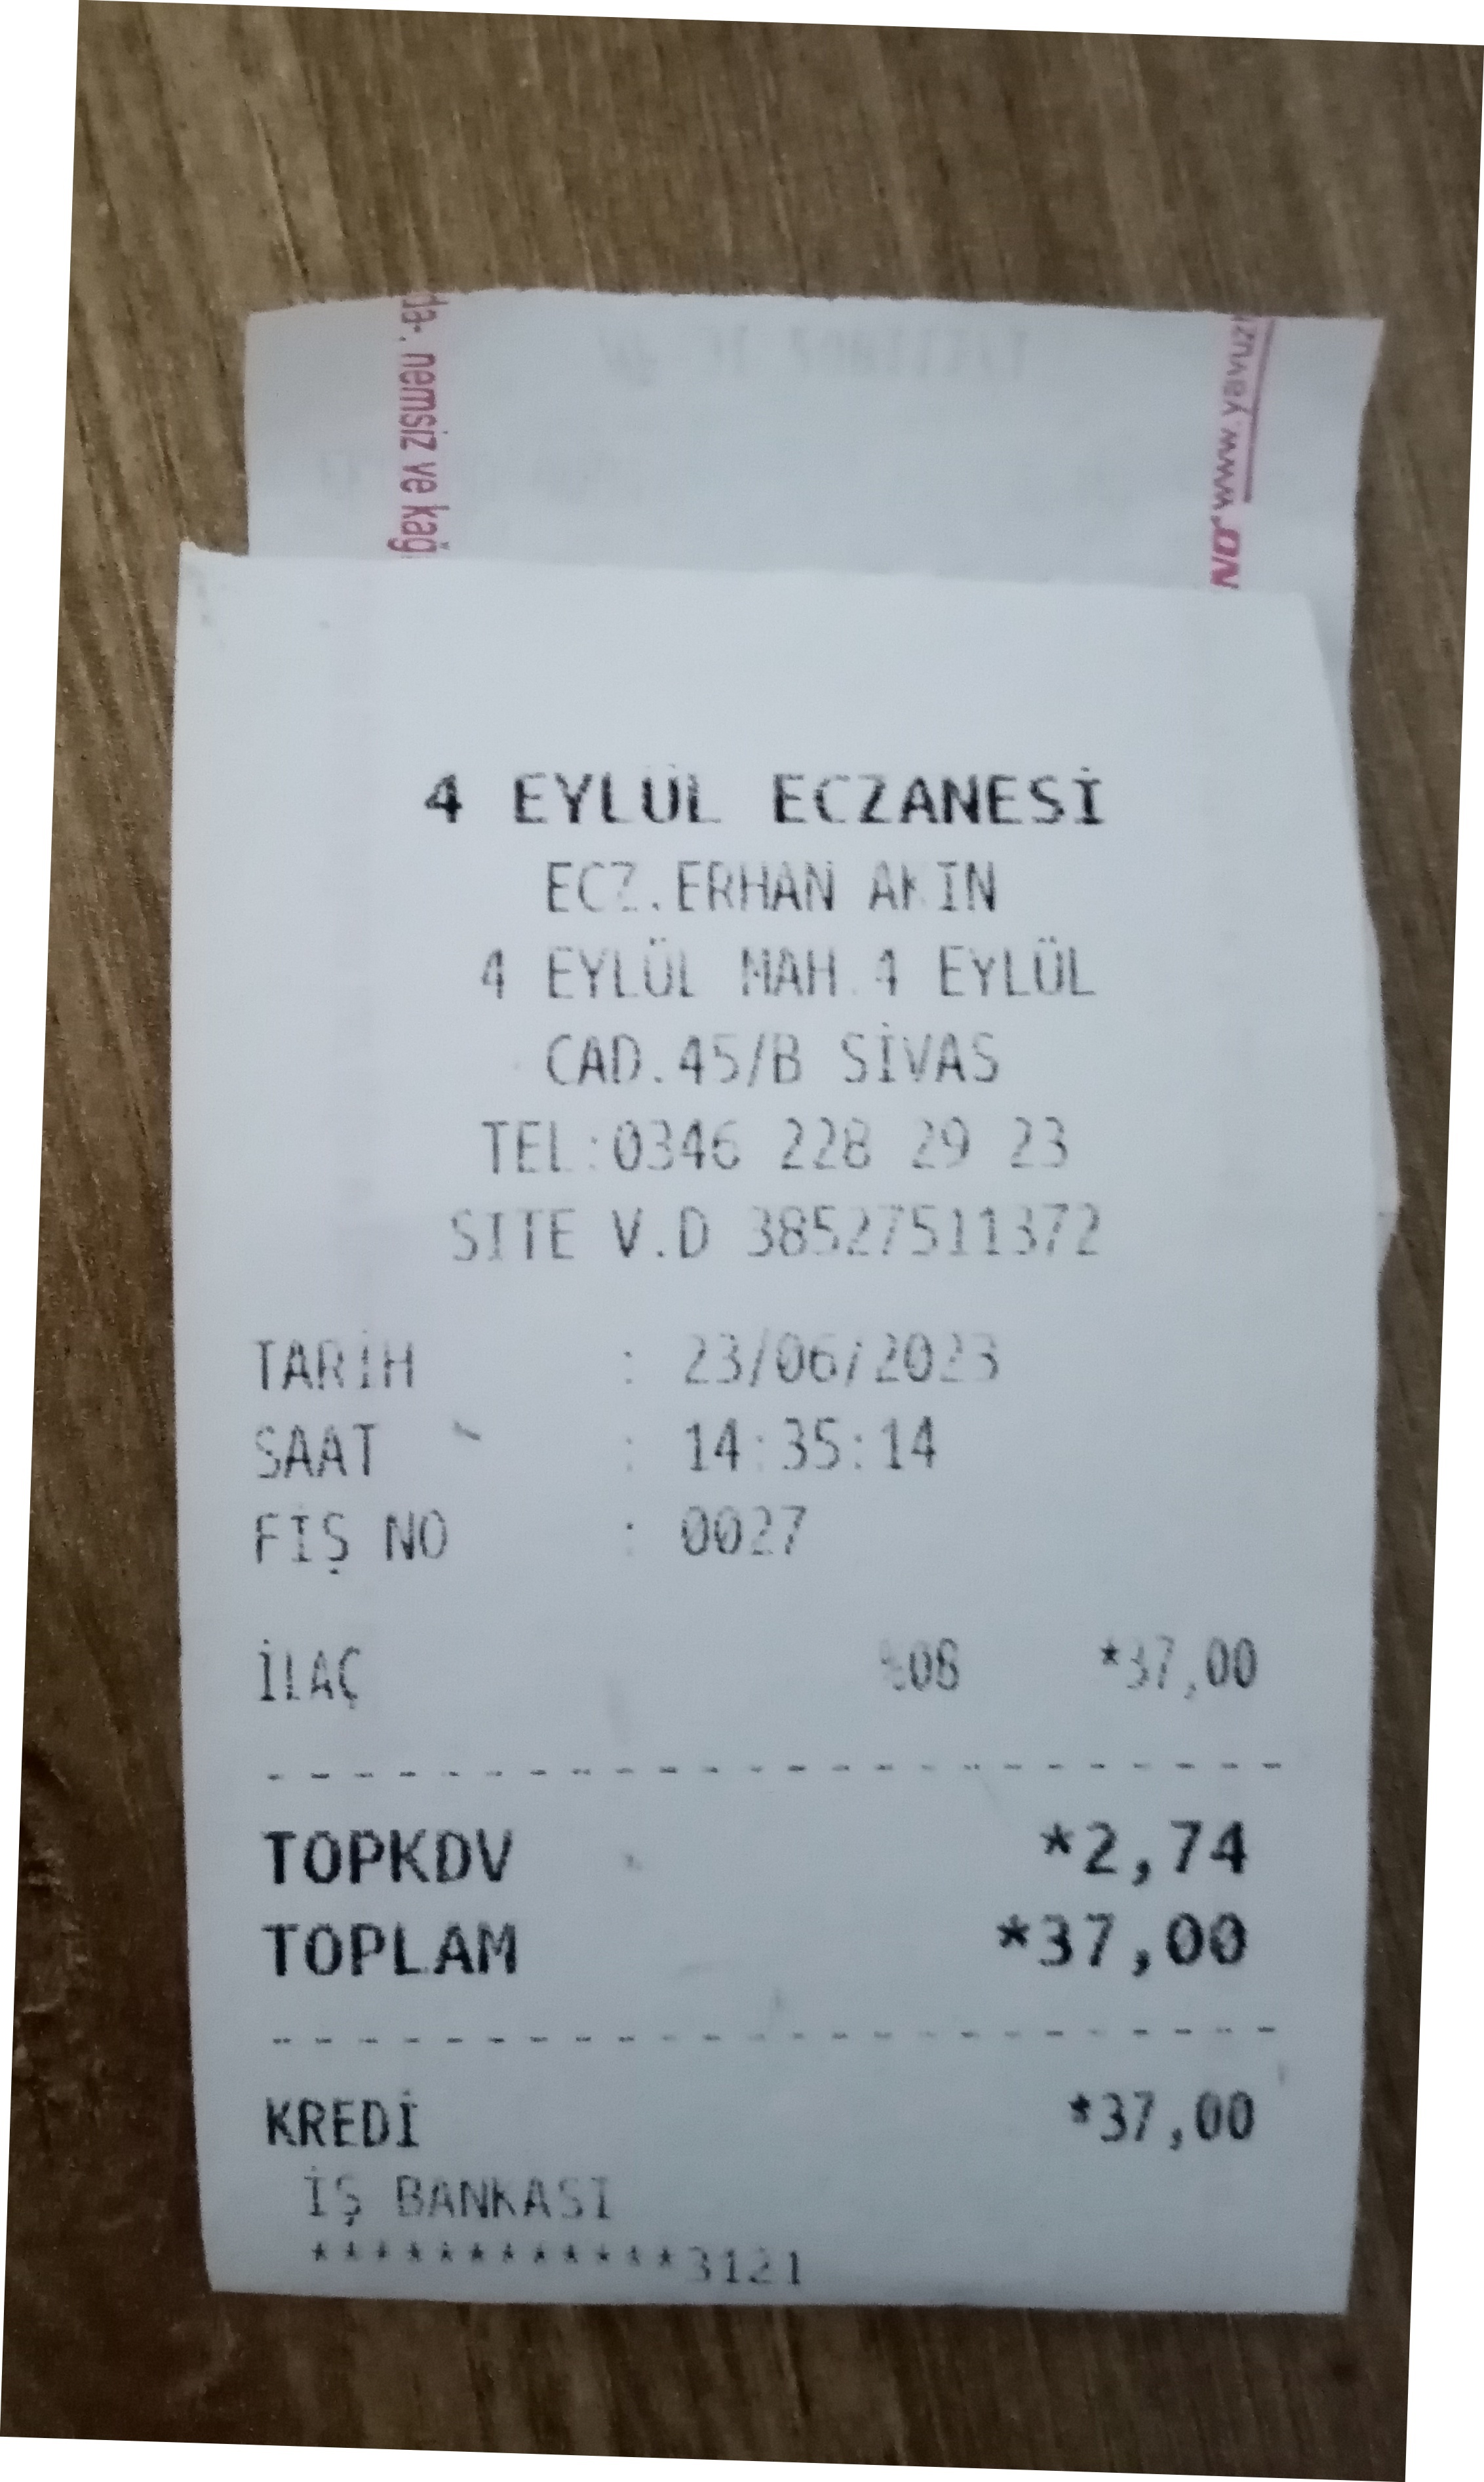 da-, nemsiz ve kağ
NO www.yavuz
4 EYLÜL ECZANESİ
ECZ.ERHAN AKIN
4 EYLÜL MAH.4 EYLÜL
CAD.45/B SİVAS
TEL:0346 228 29 23
SITE V.D 38527511372
TARİH : 23/06/2023
SAAT : 14:35:14
FİŞ NO : 0027
İLAÇ %08 *37,00
TOPKDV *2,74
TOPLAM *37,00
KREDİ *37,00
İŞ BANKASI
************3121